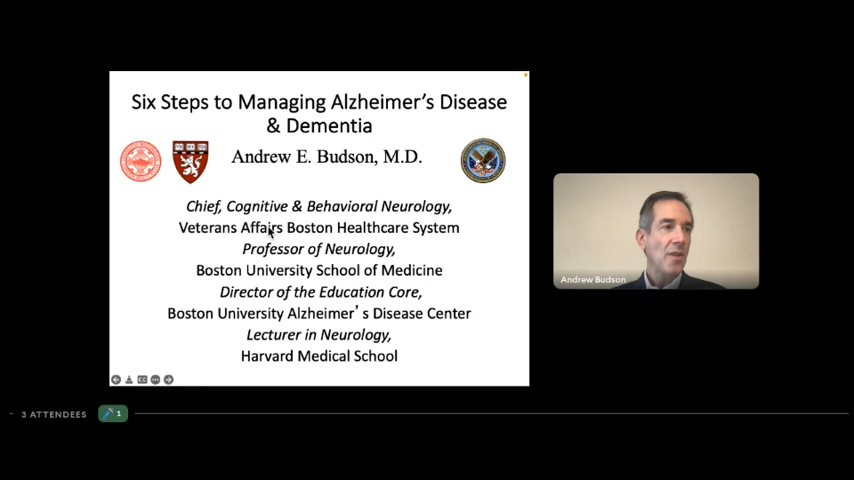 Six Steps to Managing Alzheimer's Disease
& Dementia
Andrew E. Budson, M.D.
Chief, Cognitive & Behavioral Neurology,
Veterans Affairs Boston Healthcare System
Professor of Neurology,
Boston University School of Medicine
Director of the Education Core,
Boston University Alzheimer's Disease Center
Lecturer in Neurology,
Harvard Medical School
Andrew Budson
3 ATTENDEES
1